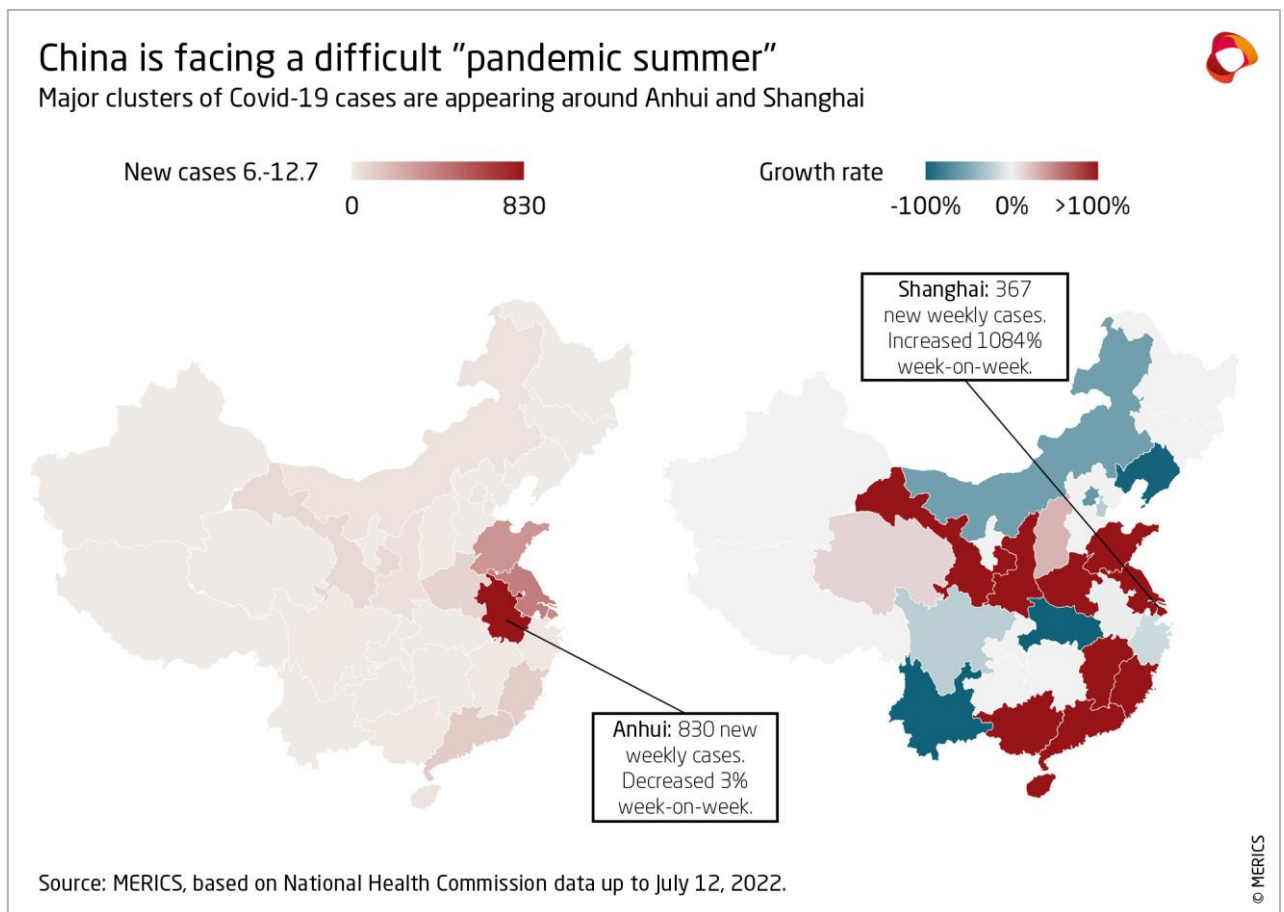 China is facing a difficult "pandemic summer"
Major clusters of Covid-19 cases are appearing around Anhui and Shanghai
New cases 6.-12.7
0
830
Growth rate
-100%
0%
>100%
Shanghai: 367
new weekly cases.
Increased 1084%
week-on-week.
Anhui: 830 new
weekly cases.
Decreased 3%
week-on-week.
Source: MERICS, based on National Health Commission data up to July 12, 2022.
© MERICS